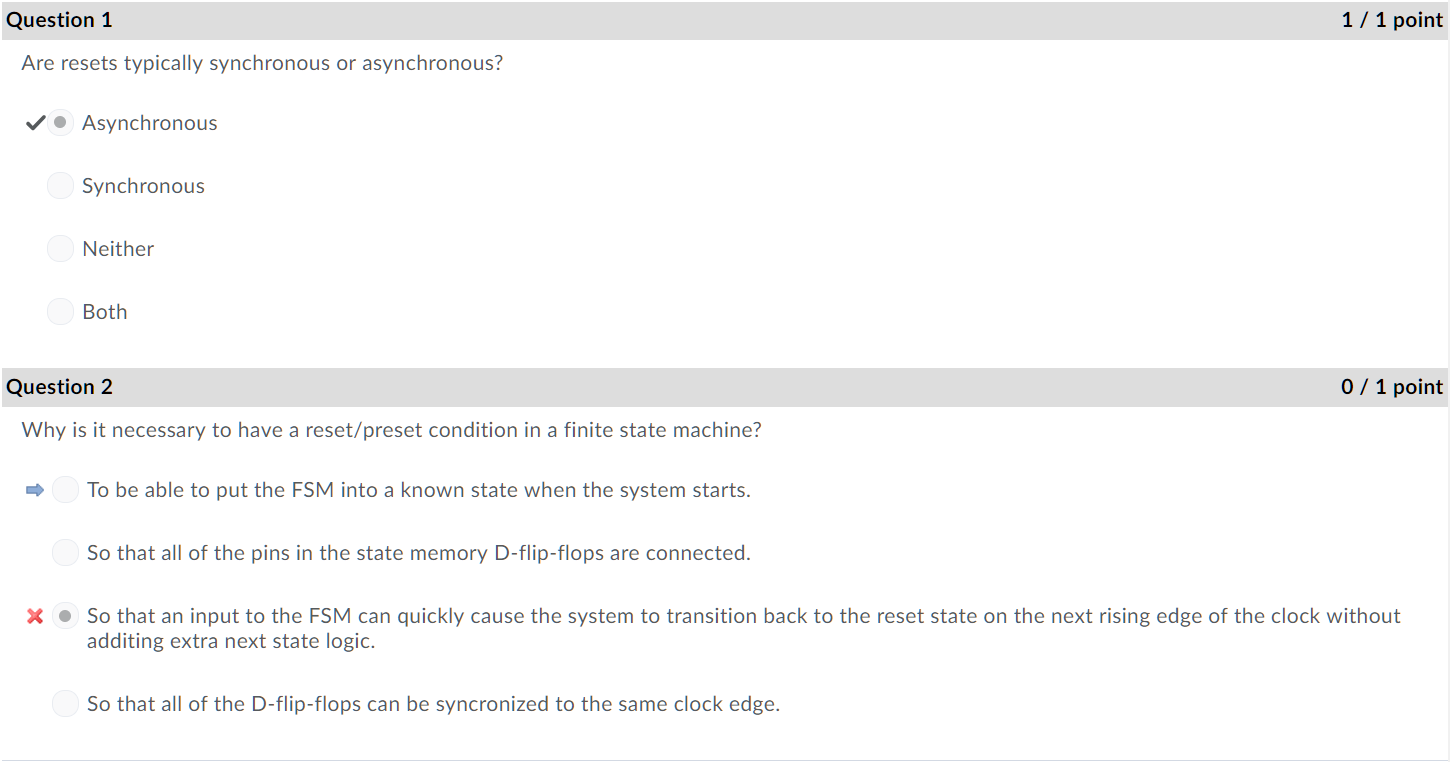 Question 1
1 / 1 point
Are resets typically synchronous or asynchronous?
Asynchronous
Synchronous
Neither
Both
Question 2
0 / 1 point
Why is it necessary to have a reset/preset condition in a finite state machine?
To be able to put the FSM into a known state when the system starts.
So that all of the pins in the state memory D-flip-flops are connected.
So that an input to the FSM can quickly cause the system to transition back to the reset state on the next rising edge of the clock without
additing extra next state logic.
So that all of the D-flip-flops can be syncronized to the same clock edge.